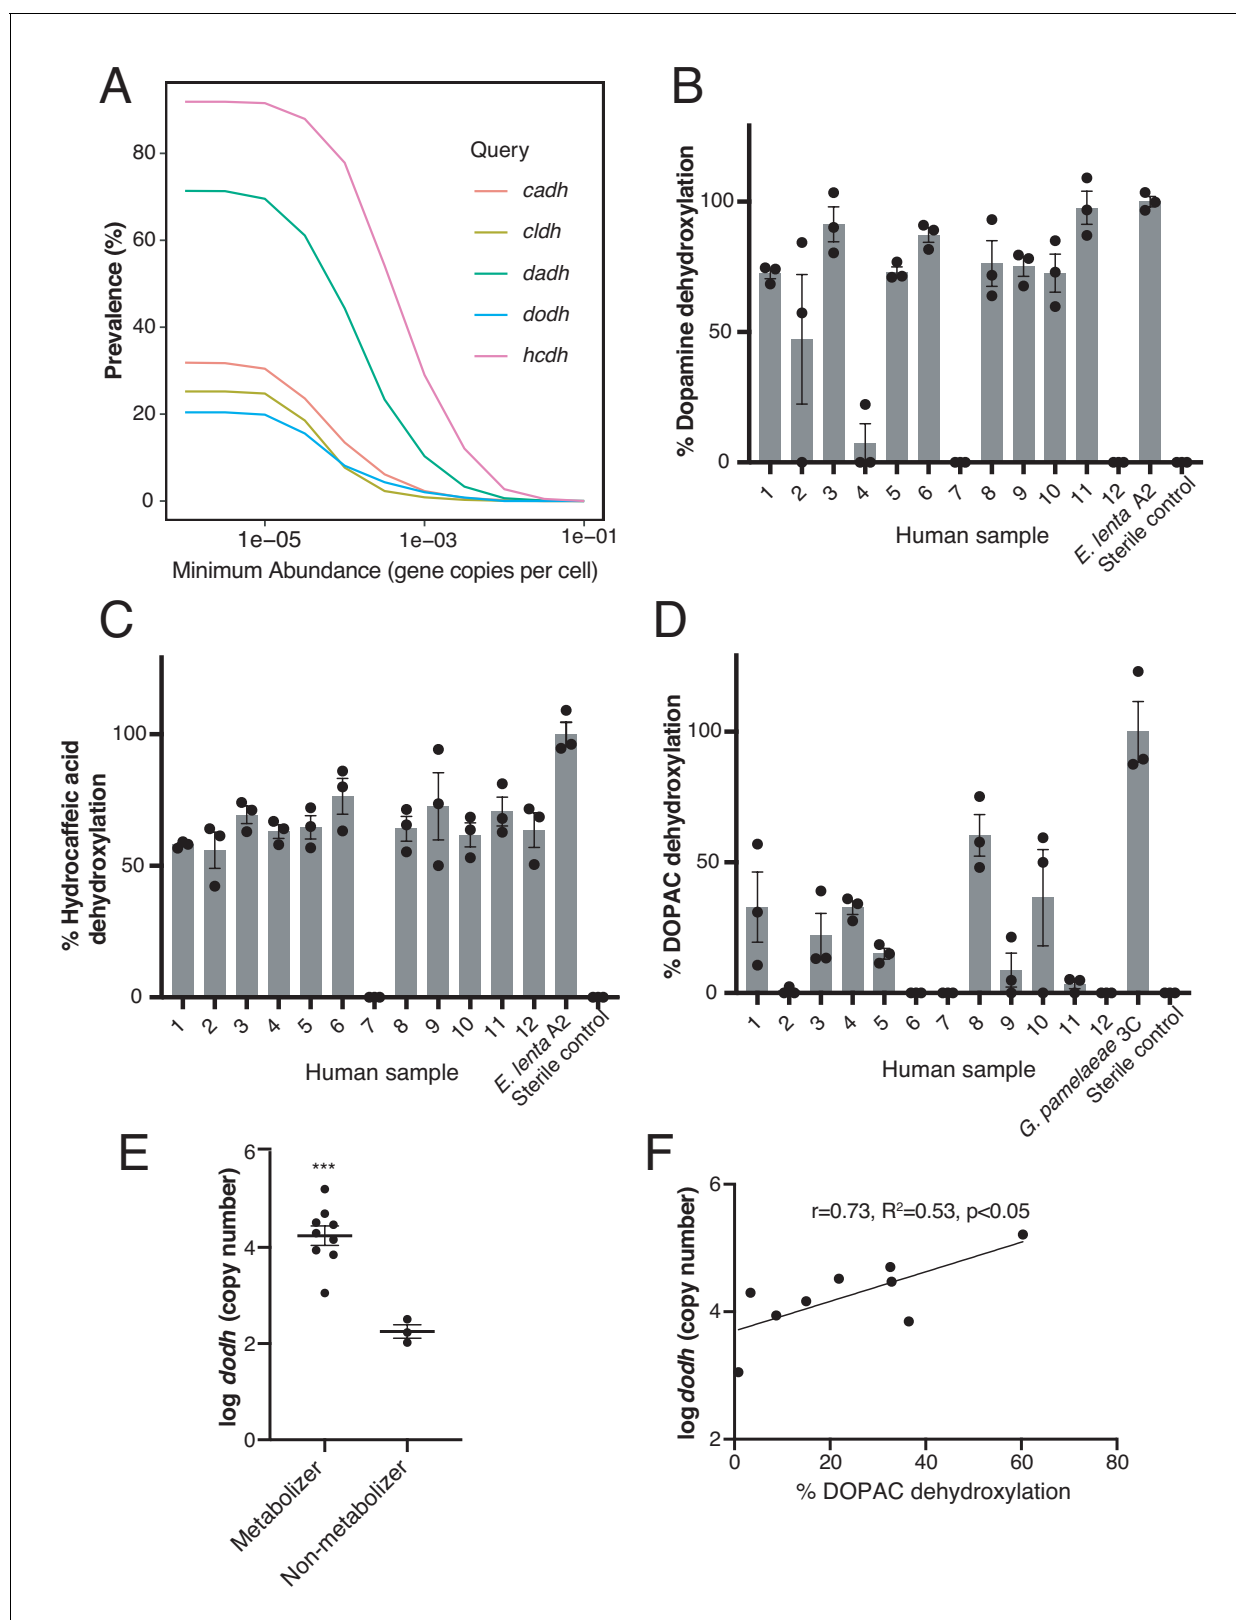 A
Prevalence (%)
80
60
40
20
0
Query
cadh
cldh
dadh
dodh
hcdh
1e−05
1e−03
1e−01
Minimum Abundance (gene copies per cell)
B
% Dopamine dehydroxylation
100
50
0
1
2
3
4
5
6
7
8
9
10
11
12
E. lenta A2
Sterile control
Human sample
C
% Hydrocaffeic acid
dehydroxylation
100
50
0
1
2
3
4
5
6
7
8
9
10
11
12
E. lenta A2
Sterile control
Human sample
D
% DOPAC dehydroxylation
100
50
0
1
2
3
4
5
6
7
8
9
10
11
12
G. pamelaeae 3C
Sterile control
Human sample
E
log dodh (copy number)
6
4
2
0
***
Metabolizer
Non-metabolizer
F
log dodh (copy number)
6
4
2
r=0.73, R²=0.53, p<0.05
0
20
40
60
80
% DOPAC dehydroxylation